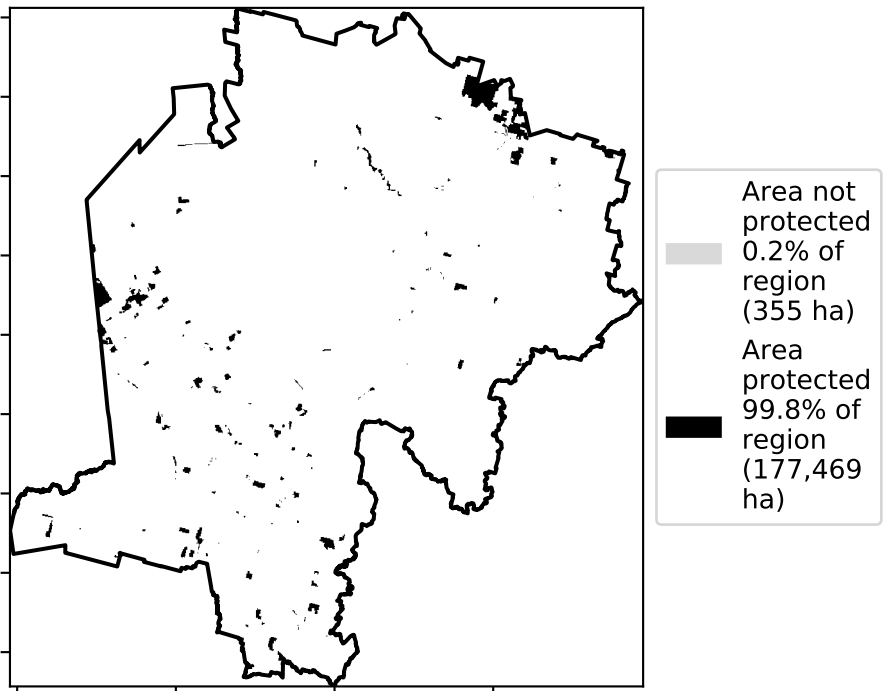 Area not
protected
0.2% of
region
(355 ha)
Area
protected
99.8% of
region
(177,469
ha)